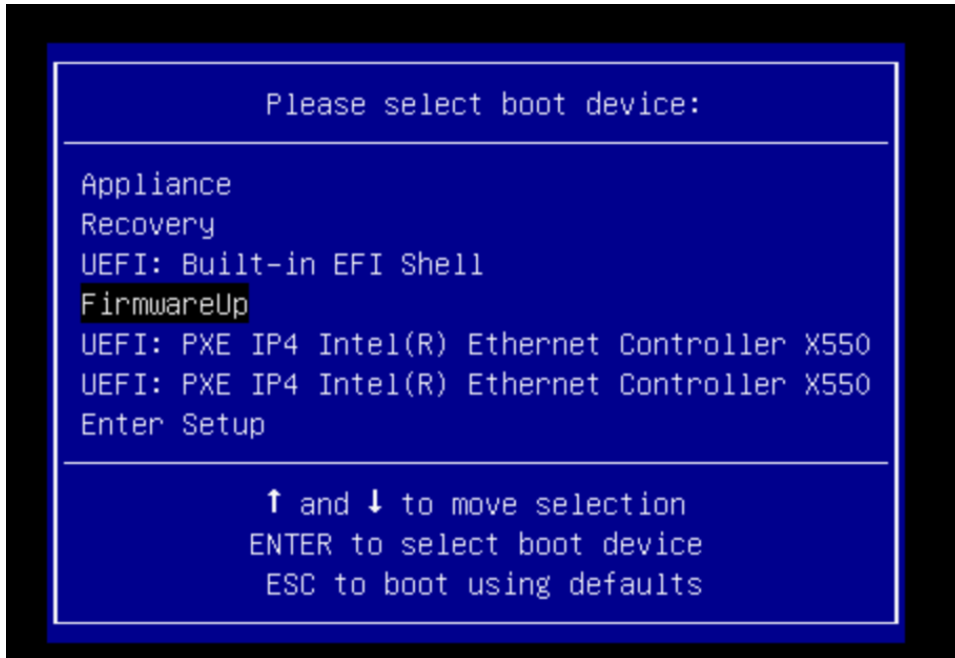 Please select boot device:
Appliance
Recovery
UEFI: Built-in EFI Shell
FirmwareUp
UEFI: PXE IP4 Intel(R) Ethernet Controller X550
UEFI: PXE IP4 Intel(R) Ethernet Controller X550
Enter Setup
↑ and ↓ to move selection
ENTER to select boot device
ESC to boot using defaults